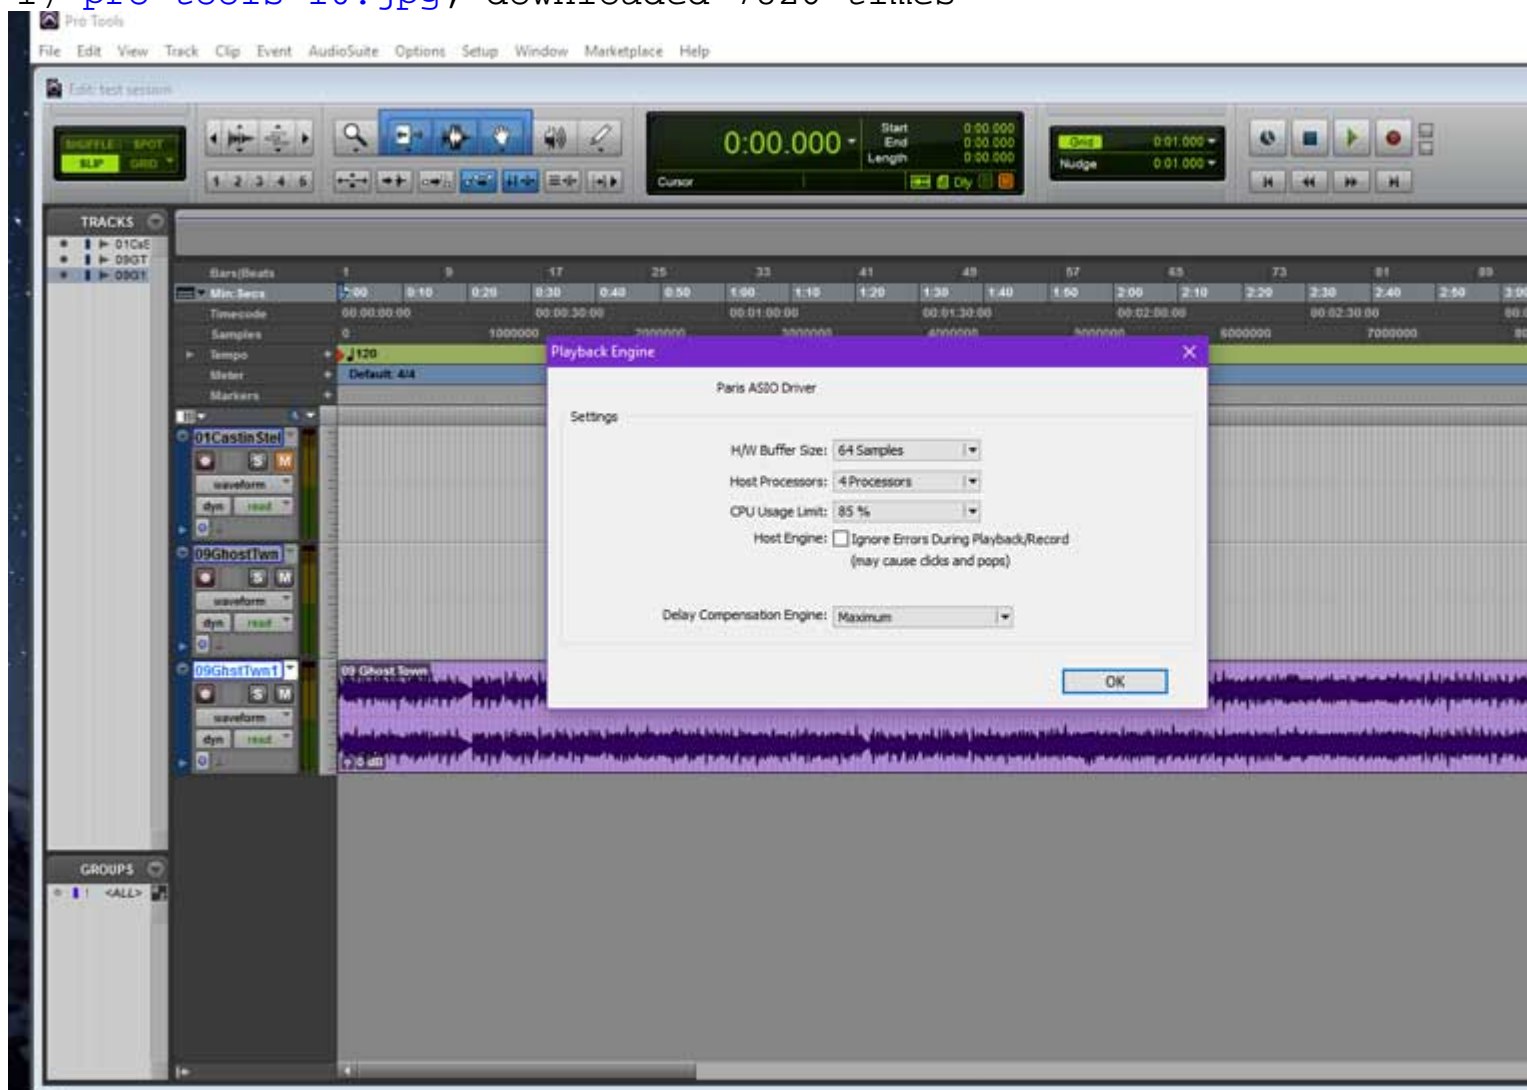 Pro Tools
File Edit View Track Clip Event AudioSuite Options Setup Window Marketplace Help
Edit: test session
SHUFFLE SPOT
SLIP GRID
1 2 3 4 5
0:00.000
Start 0:00.000
End 0:00.000
Length 0:00.000
Cursor
Dly
Grid 0:01.000
Nudge 0:01.000
TRACKS
09GT
Bars|Beats 1 9 17 25 33 41 49 57 65 73 81 89
Min:Secs 0:00 0:10 0:20 0:30 0:40 0:50 1:00 1:10 1:20 1:30 1:40 1:50 2:00 2:10 2:20 2:30 2:40 2:50
Timecode 00:00:00:00 00:00:30:00 00:01:00:00 00:01:30:00 00:02:00:00 00:02:30:00
Samples 0 1000000 2000000 3000000 4000000 5000000 6000000 7000000
Tempo 120
Meter Default: 4/4
Markers
Playback Engine
Paris ASIO Driver
Settings
H/W Buffer Size: 64 Samples
Host Processors: 4 Processors
CPU Usage Limit: 85 %
Host Engine: Ignore Errors During Playback/Record
(may cause clicks and pops)
Delay Compensation Engine: Maximum
OK
01CastinStel
S M
waveform
dyn read
09GhostTwn
S M
waveform
dyn read
09GhstTwn1
S M
waveform
dyn read
09 Ghost Town
0 dB
GROUPS
! <ALL>